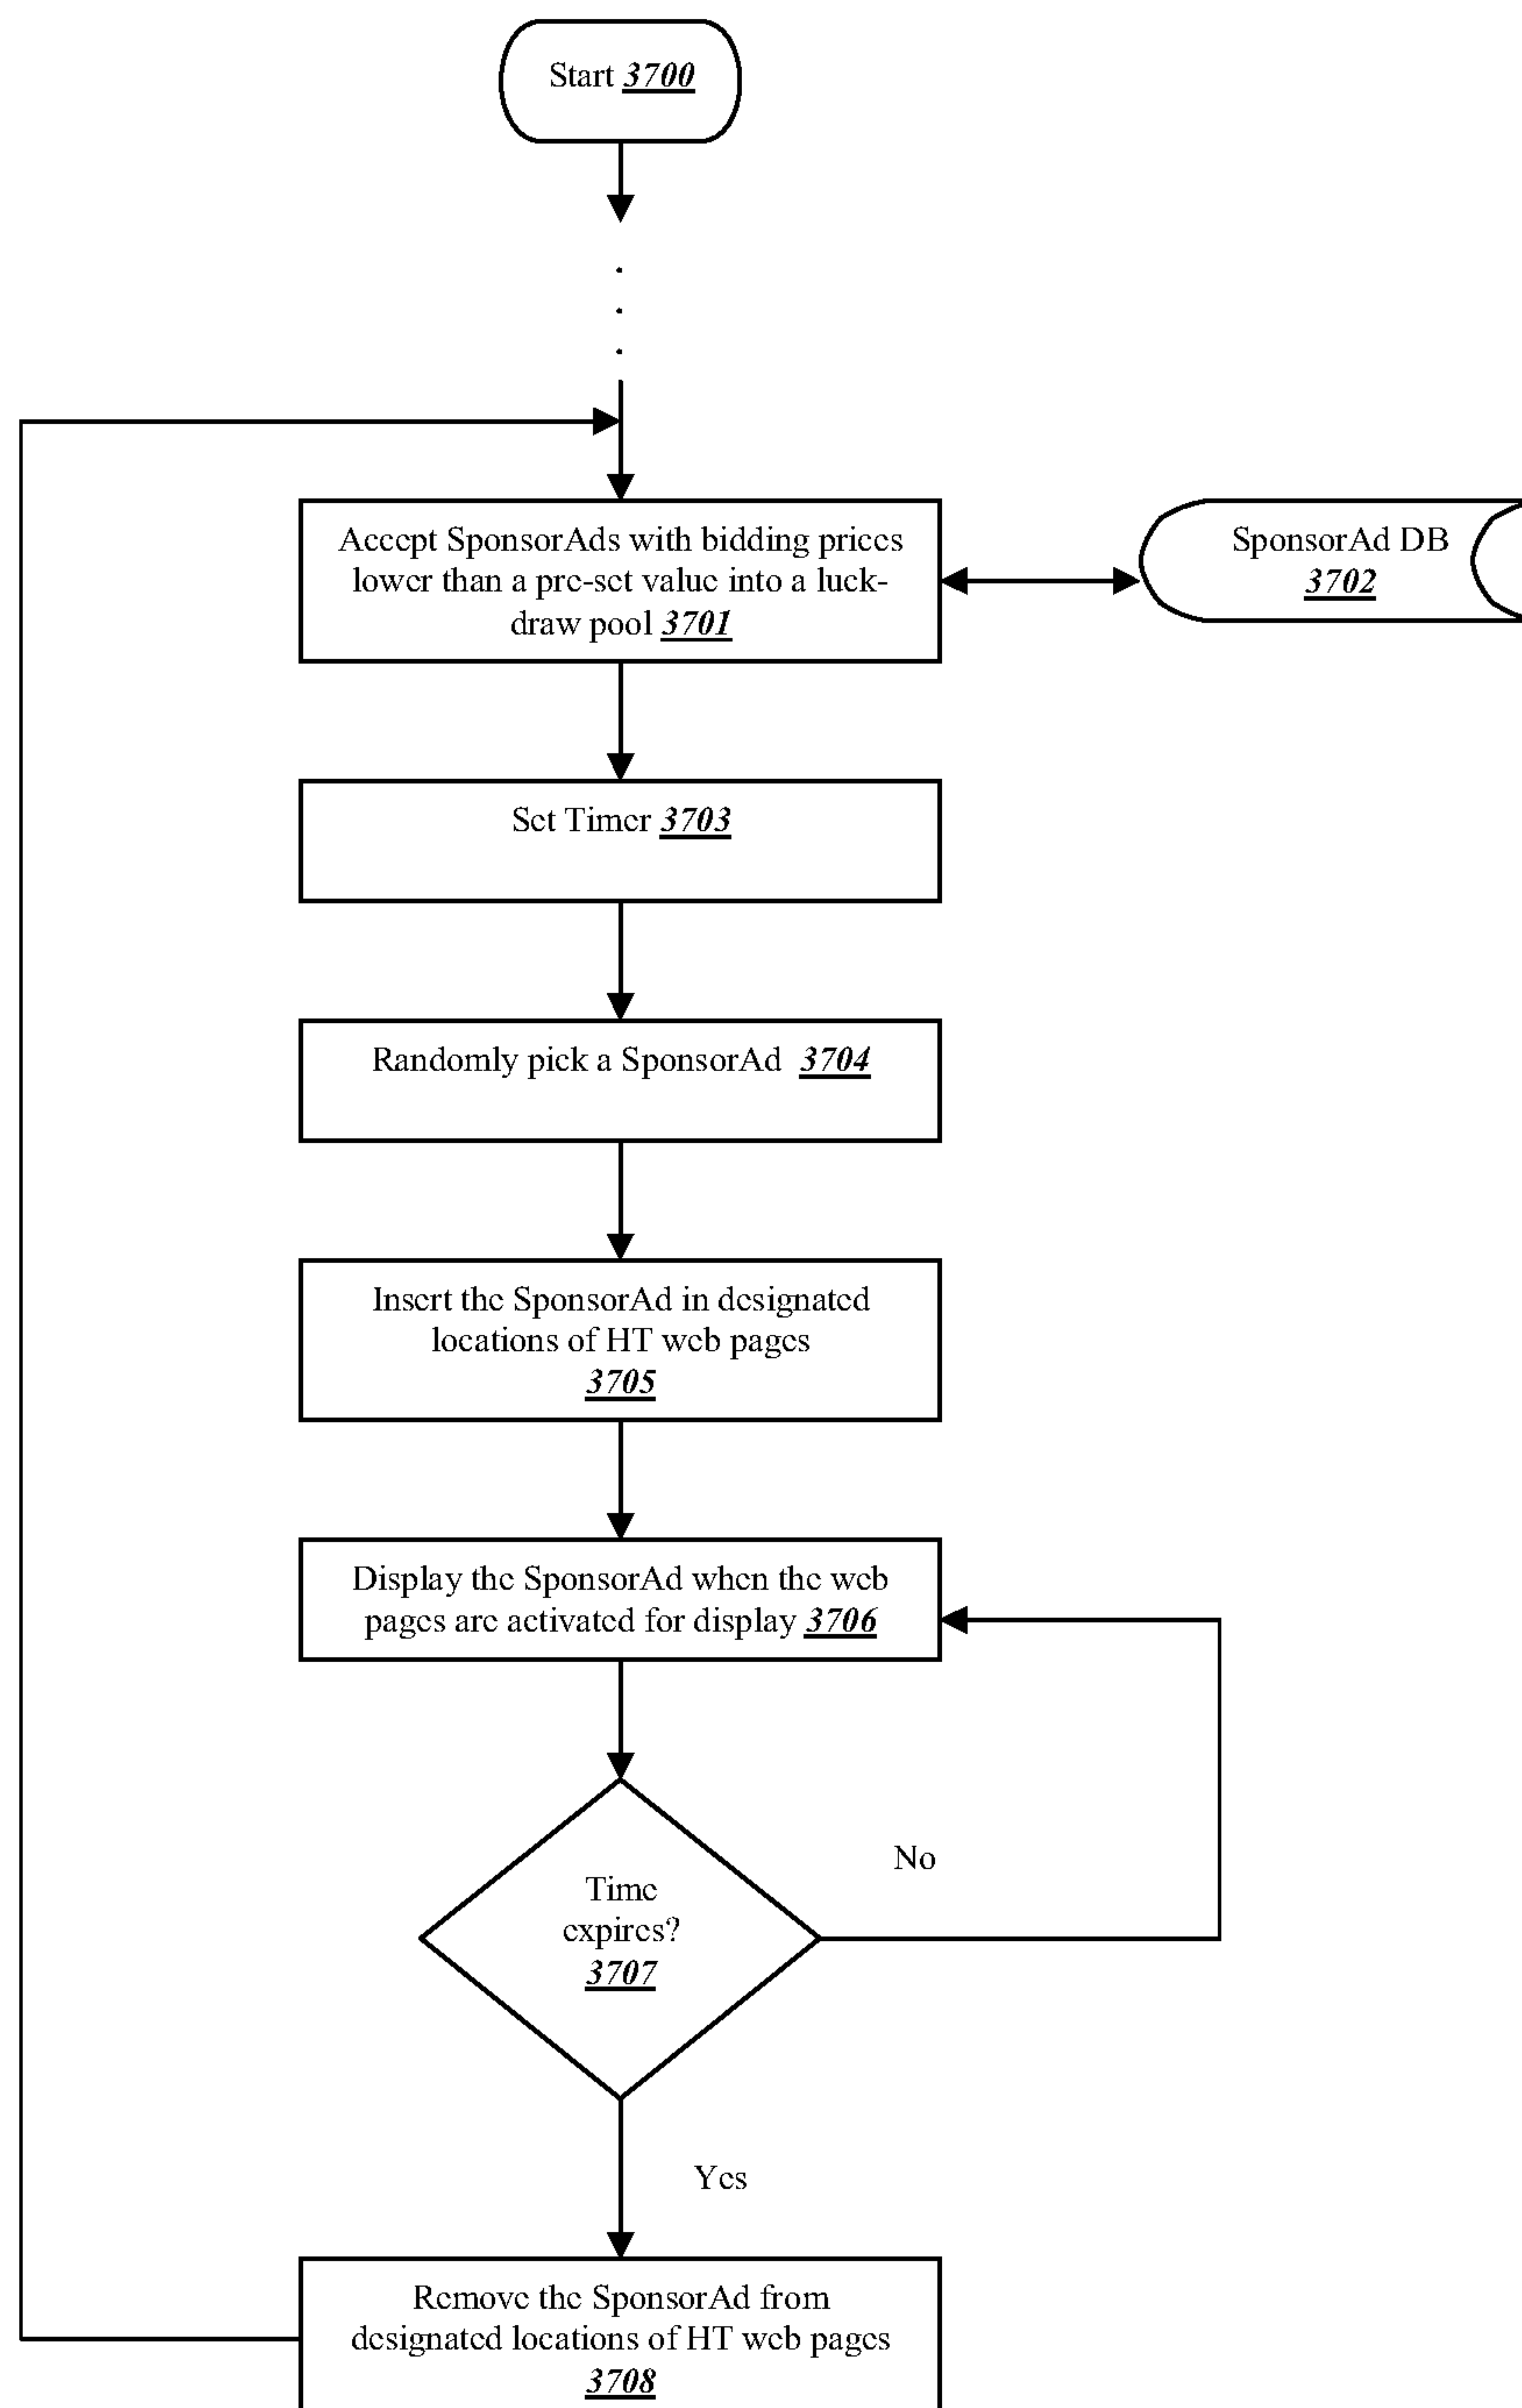 Start 3700
Accept SponsorAds with bidding prices
lower than a pre-set value into a luck-
draw pool 3701
SponsorAd DB
3702
Set Timer 3703
Randomly pick a SponsorAd 3704
Insert the SponsorAd in designated
locations of HT web pages
3705
Display the SponsorAd when the web
pages are activated for display 3706
No
Time
expires?
3707
Yes
Remove the SponsorAd from
designated locations of HT web pages
3708